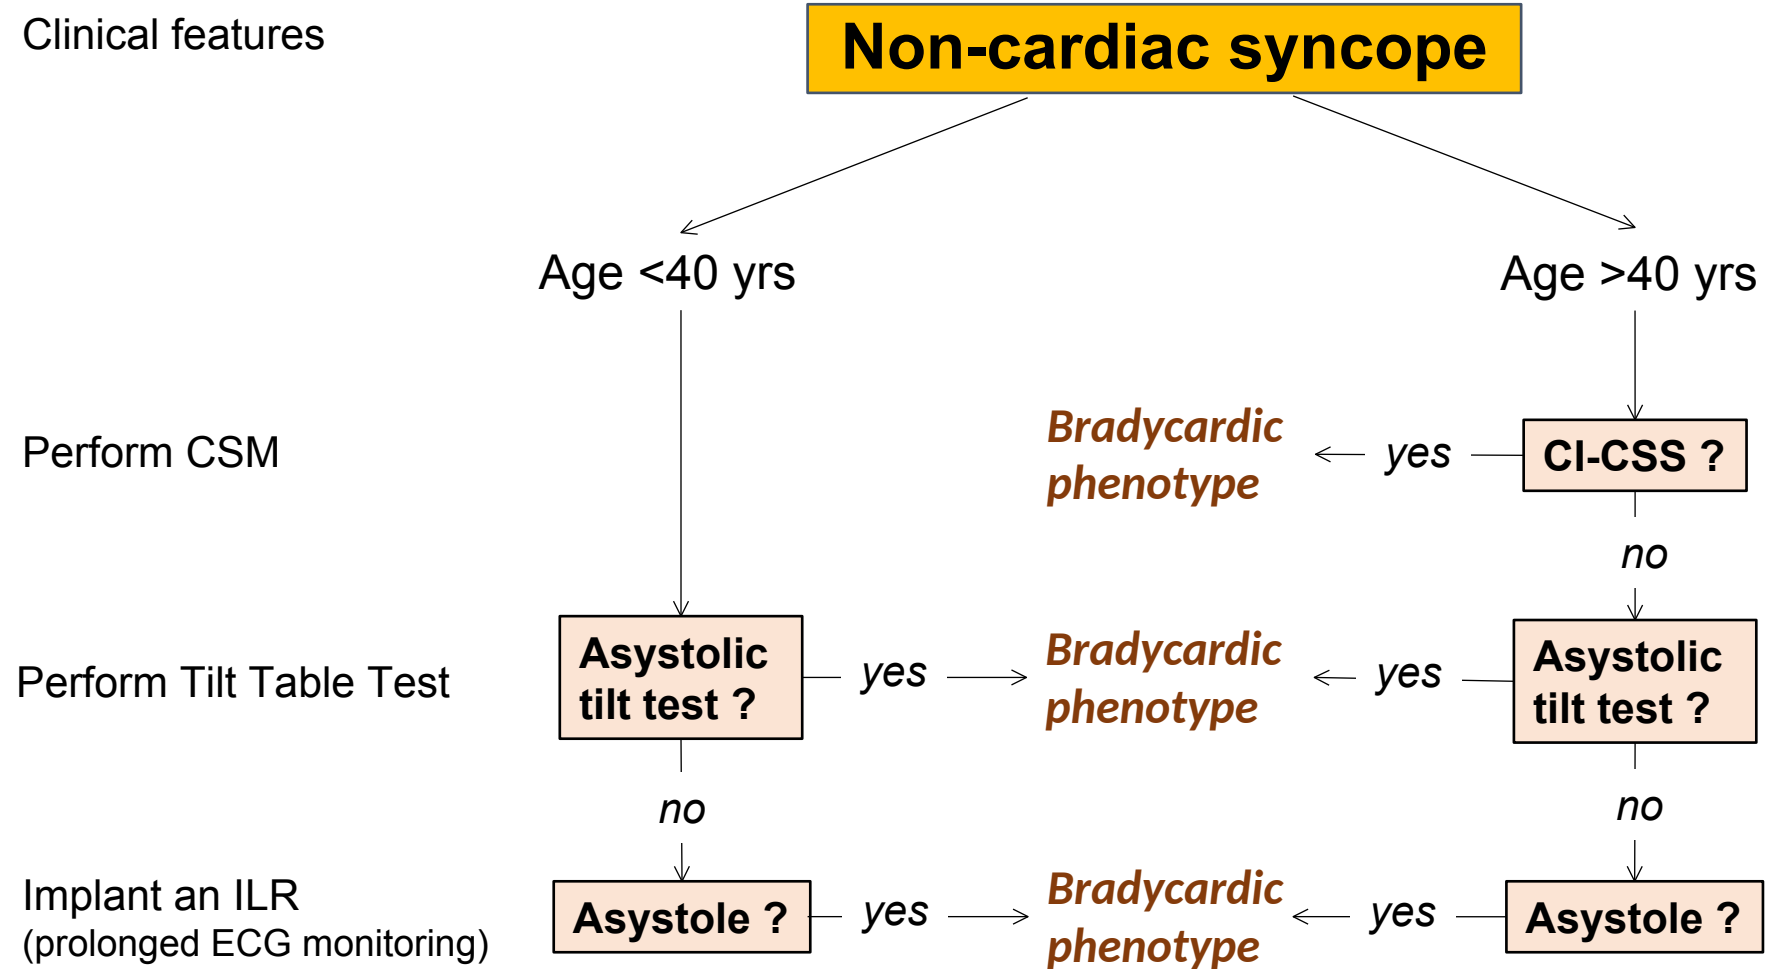 Clinical features
Non-cardiac syncope
Age <40 yrs
Age >40 yrs
Perform CSM
Bradycardic
phenotype
yes
CI-CSS ?
no
Perform Tilt Table Test
Asystolic
tilt test ?
yes
Bradycardic
phenotype
yes
Asystolic
tilt test ?
no
no
Implant an ILR
(prolonged ECG monitoring)
Asystole ?
yes
Bradycardic
phenotype
yes
Asystole ?